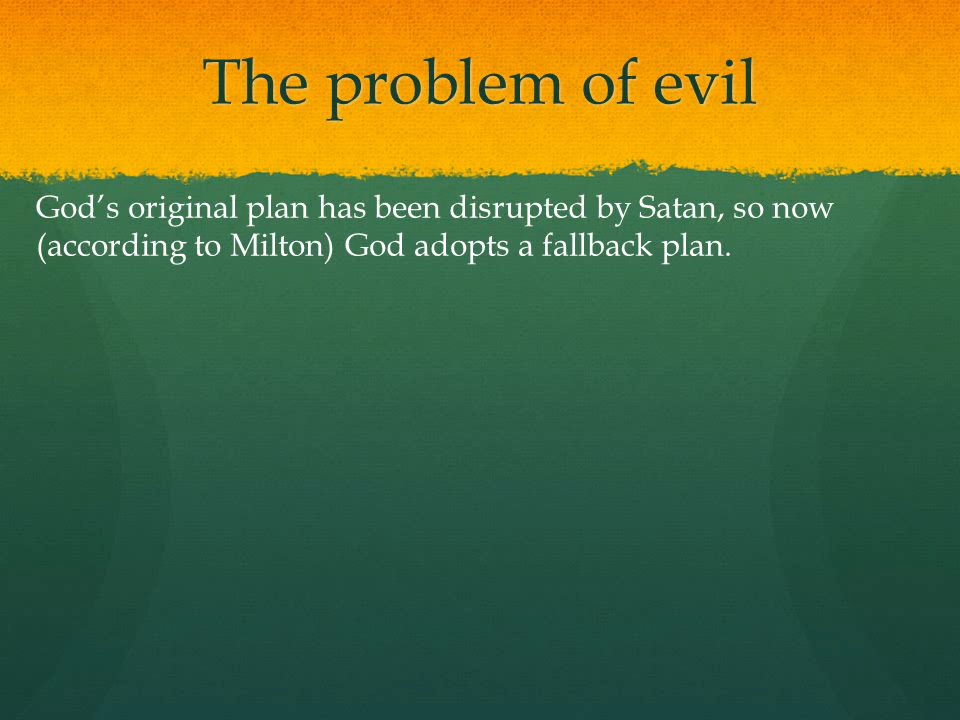 The problem of evil
God’s original plan has been disrupted by Satan, so now
(according to Milton) God adopts a fallback plan.